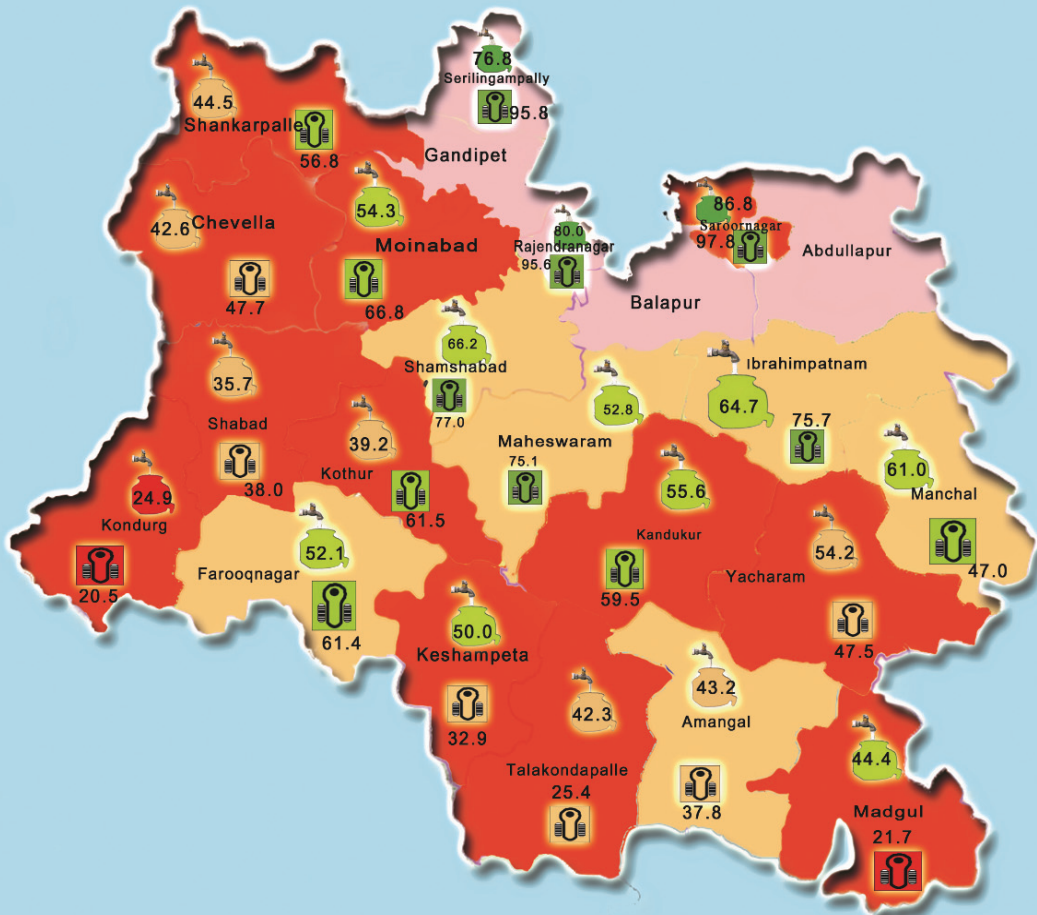 76.8
Serilingampally
95.8
44.5
Shankarpalle
56.8
Gandipet
54.3
42.6
Chevella
Moinabad
47.7
66.8
80.0
Rajendranagar
95.6
86.8
Saroornagar
97.8
Abdullapur
Balapur
66.2
Shamshabad
77.0
35.7
Shabad
38.0
39.2
Kothur
61.5
52.8
Maheswaram
75.1
Ibrahimpatnam
64.7
75.7
61.0
Manchal
47.0
24.9
Kondurg
20.5
52.1
Farooqnagar
61.4
55.6
Kandukur
59.5
54.2
Yacharam
47.5
50.0
Keshampeta
32.9
42.3
Talakondapalle
25.4
43.2
Amangal
37.8
44.4
Madgul
21.7